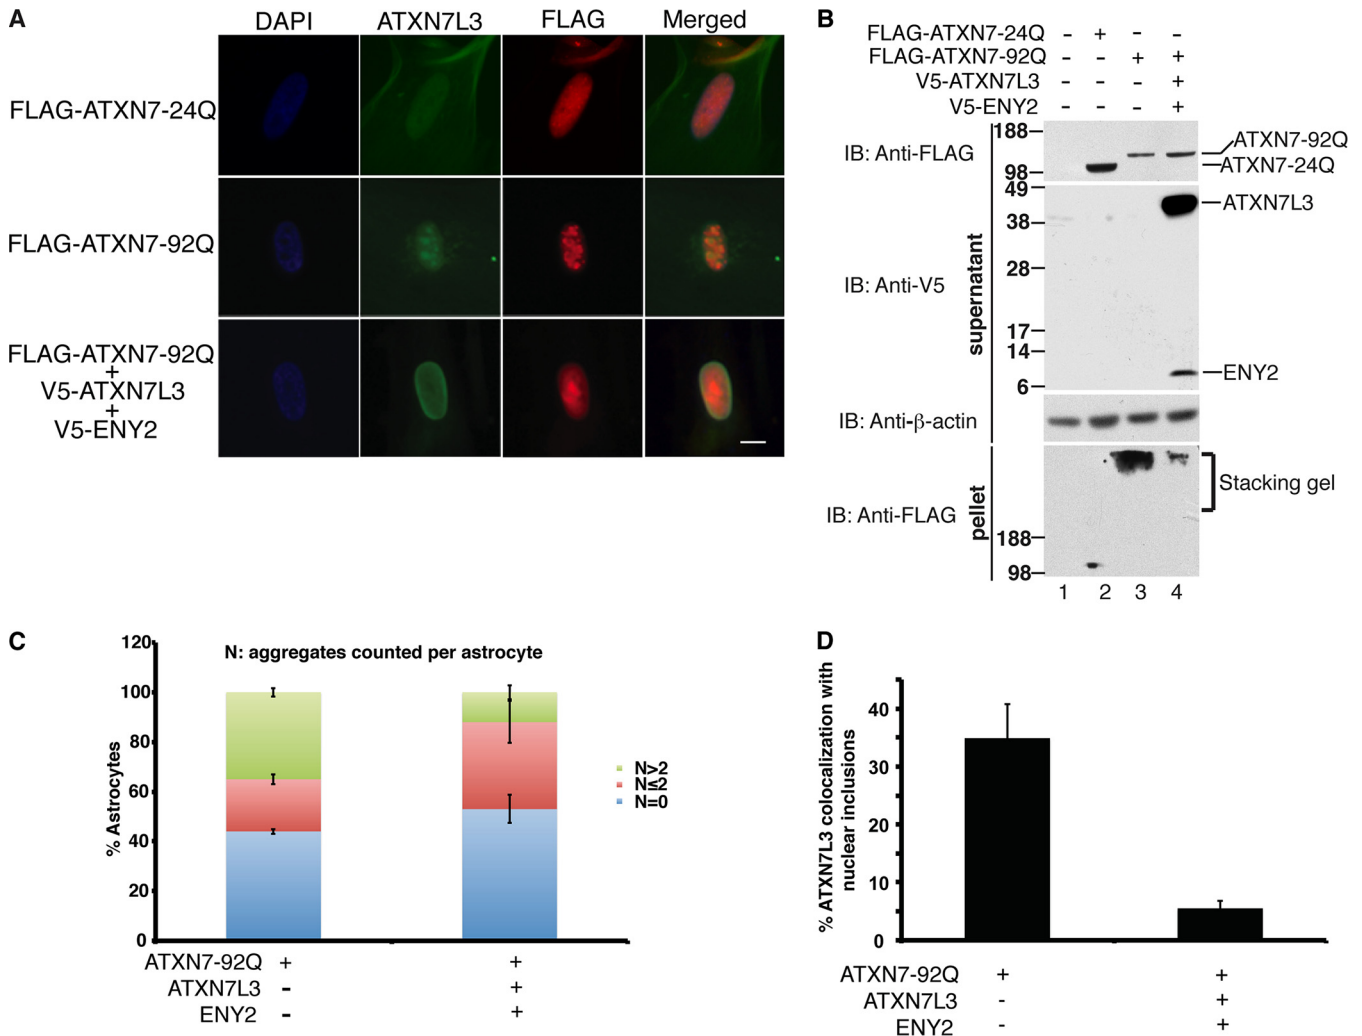 A
DAPI ATXN7L3 FLAG Merged
FLAG-ATXN7-24Q
FLAG-ATXN7-92Q
FLAG-ATXN7-92Q
+
V5-ATXN7L3
+
V5-ENY2
B
FLAG-ATXN7-24Q - + - -
FLAG-ATXN7-92Q - - + +
V5-ATXN7L3 - - - +
V5-ENY2 - - - +
IB: Anti-FLAG
188
98
ATXN7-92Q
ATXN7-24Q
IB: Anti-V5
49
38
28
17
14
6
ATXN7L3
ENY2
supernatant
IB: Anti-β-actin
IB: Anti-FLAG
pellet
188
98
Stacking gel
1 2 3 4
C
N: aggregates counted per astrocyte
% Astrocytes
120
100
80
60
40
20
0
N>2
N≤2
N=0
ATXN7-92Q + +
ATXN7L3 - +
ENY2 - +
D
% ATXN7L3 colocalization with
nuclear inclusions
40
30
20
10
0
ATXN7-92Q + +
ATXN7L3 - +
ENY2 - +